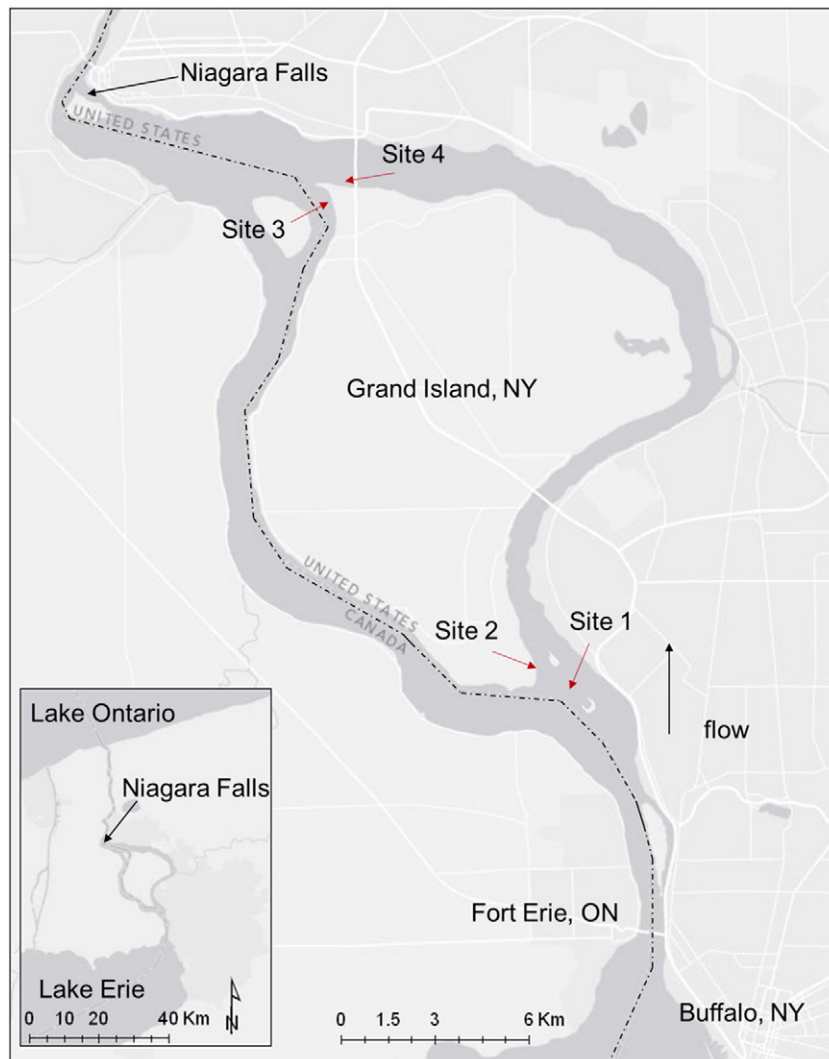 Niagara Falls
UNITED STATES
Site 4
Site 3
Grand Island, NY
UNITED STATES
CANADA
Site 2
Site 1
flow
Lake Ontario
Niagara Falls
Fort Erie, ON
Lake Erie
N
0 10 20 40 Km
0 1.5 3 6 Km
Buffalo, NY